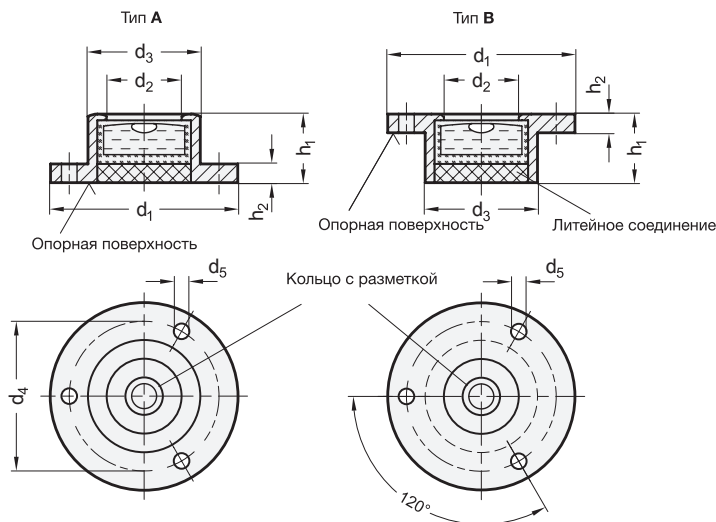 Тип A
Тип B
d3
d2
d1
d2
h2
h1
h1
d1
h2
d3
Опорная поверхность
Опорная поверхность
Литейное соединение
d5
Кольцо с разметкой
d5
d4
120°